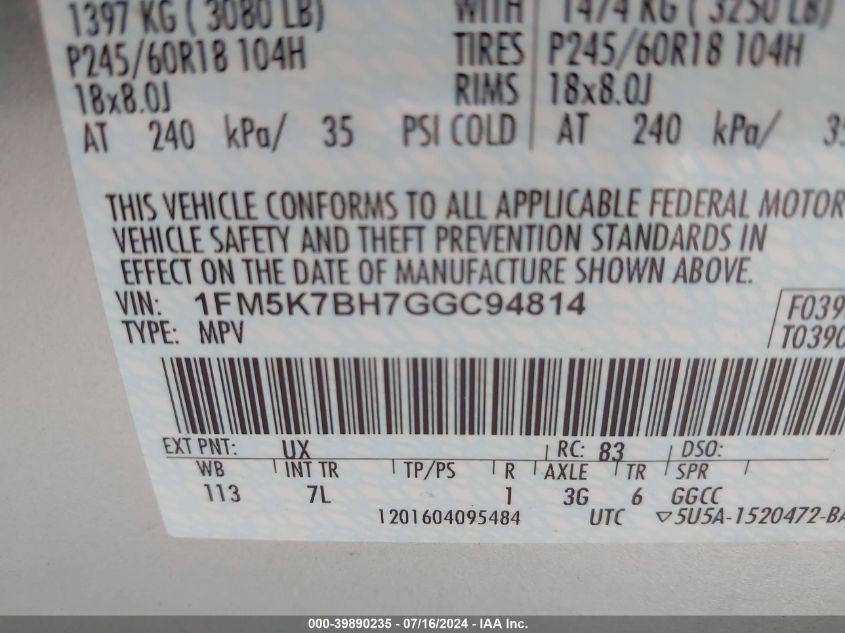 1397 KG ( 3080 LB) WITH 1474 KG ( 3250 LB)
P245/60R18 104H TIRES P245/60R18 104H
18x8.0J RIMS 18x8.0J
AT 240 kPa/ 35 PSI COLD AT 240 kPa/ 35
THIS VEHICLE CONFORMS TO ALL APPLICABLE FEDERAL MOTOR
VEHICLE SAFETY AND THEFT PREVENTION STANDARDS IN
EFFECT ON THE DATE OF MANUFACTURE SHOWN ABOVE.
VIN: 1FM5K7BH7GGC94814 F039
TYPE: MPV T0390
EXT PNT: UX RC: 83 DSO:
WB INT TR TP/PS R AXLE TR SPR
113 7L 1 3G 6 GGCC
1201604095484 UTC ▽5U5A-1520472-BA
000-39890235 - 07/16/2024 - IAA Inc.